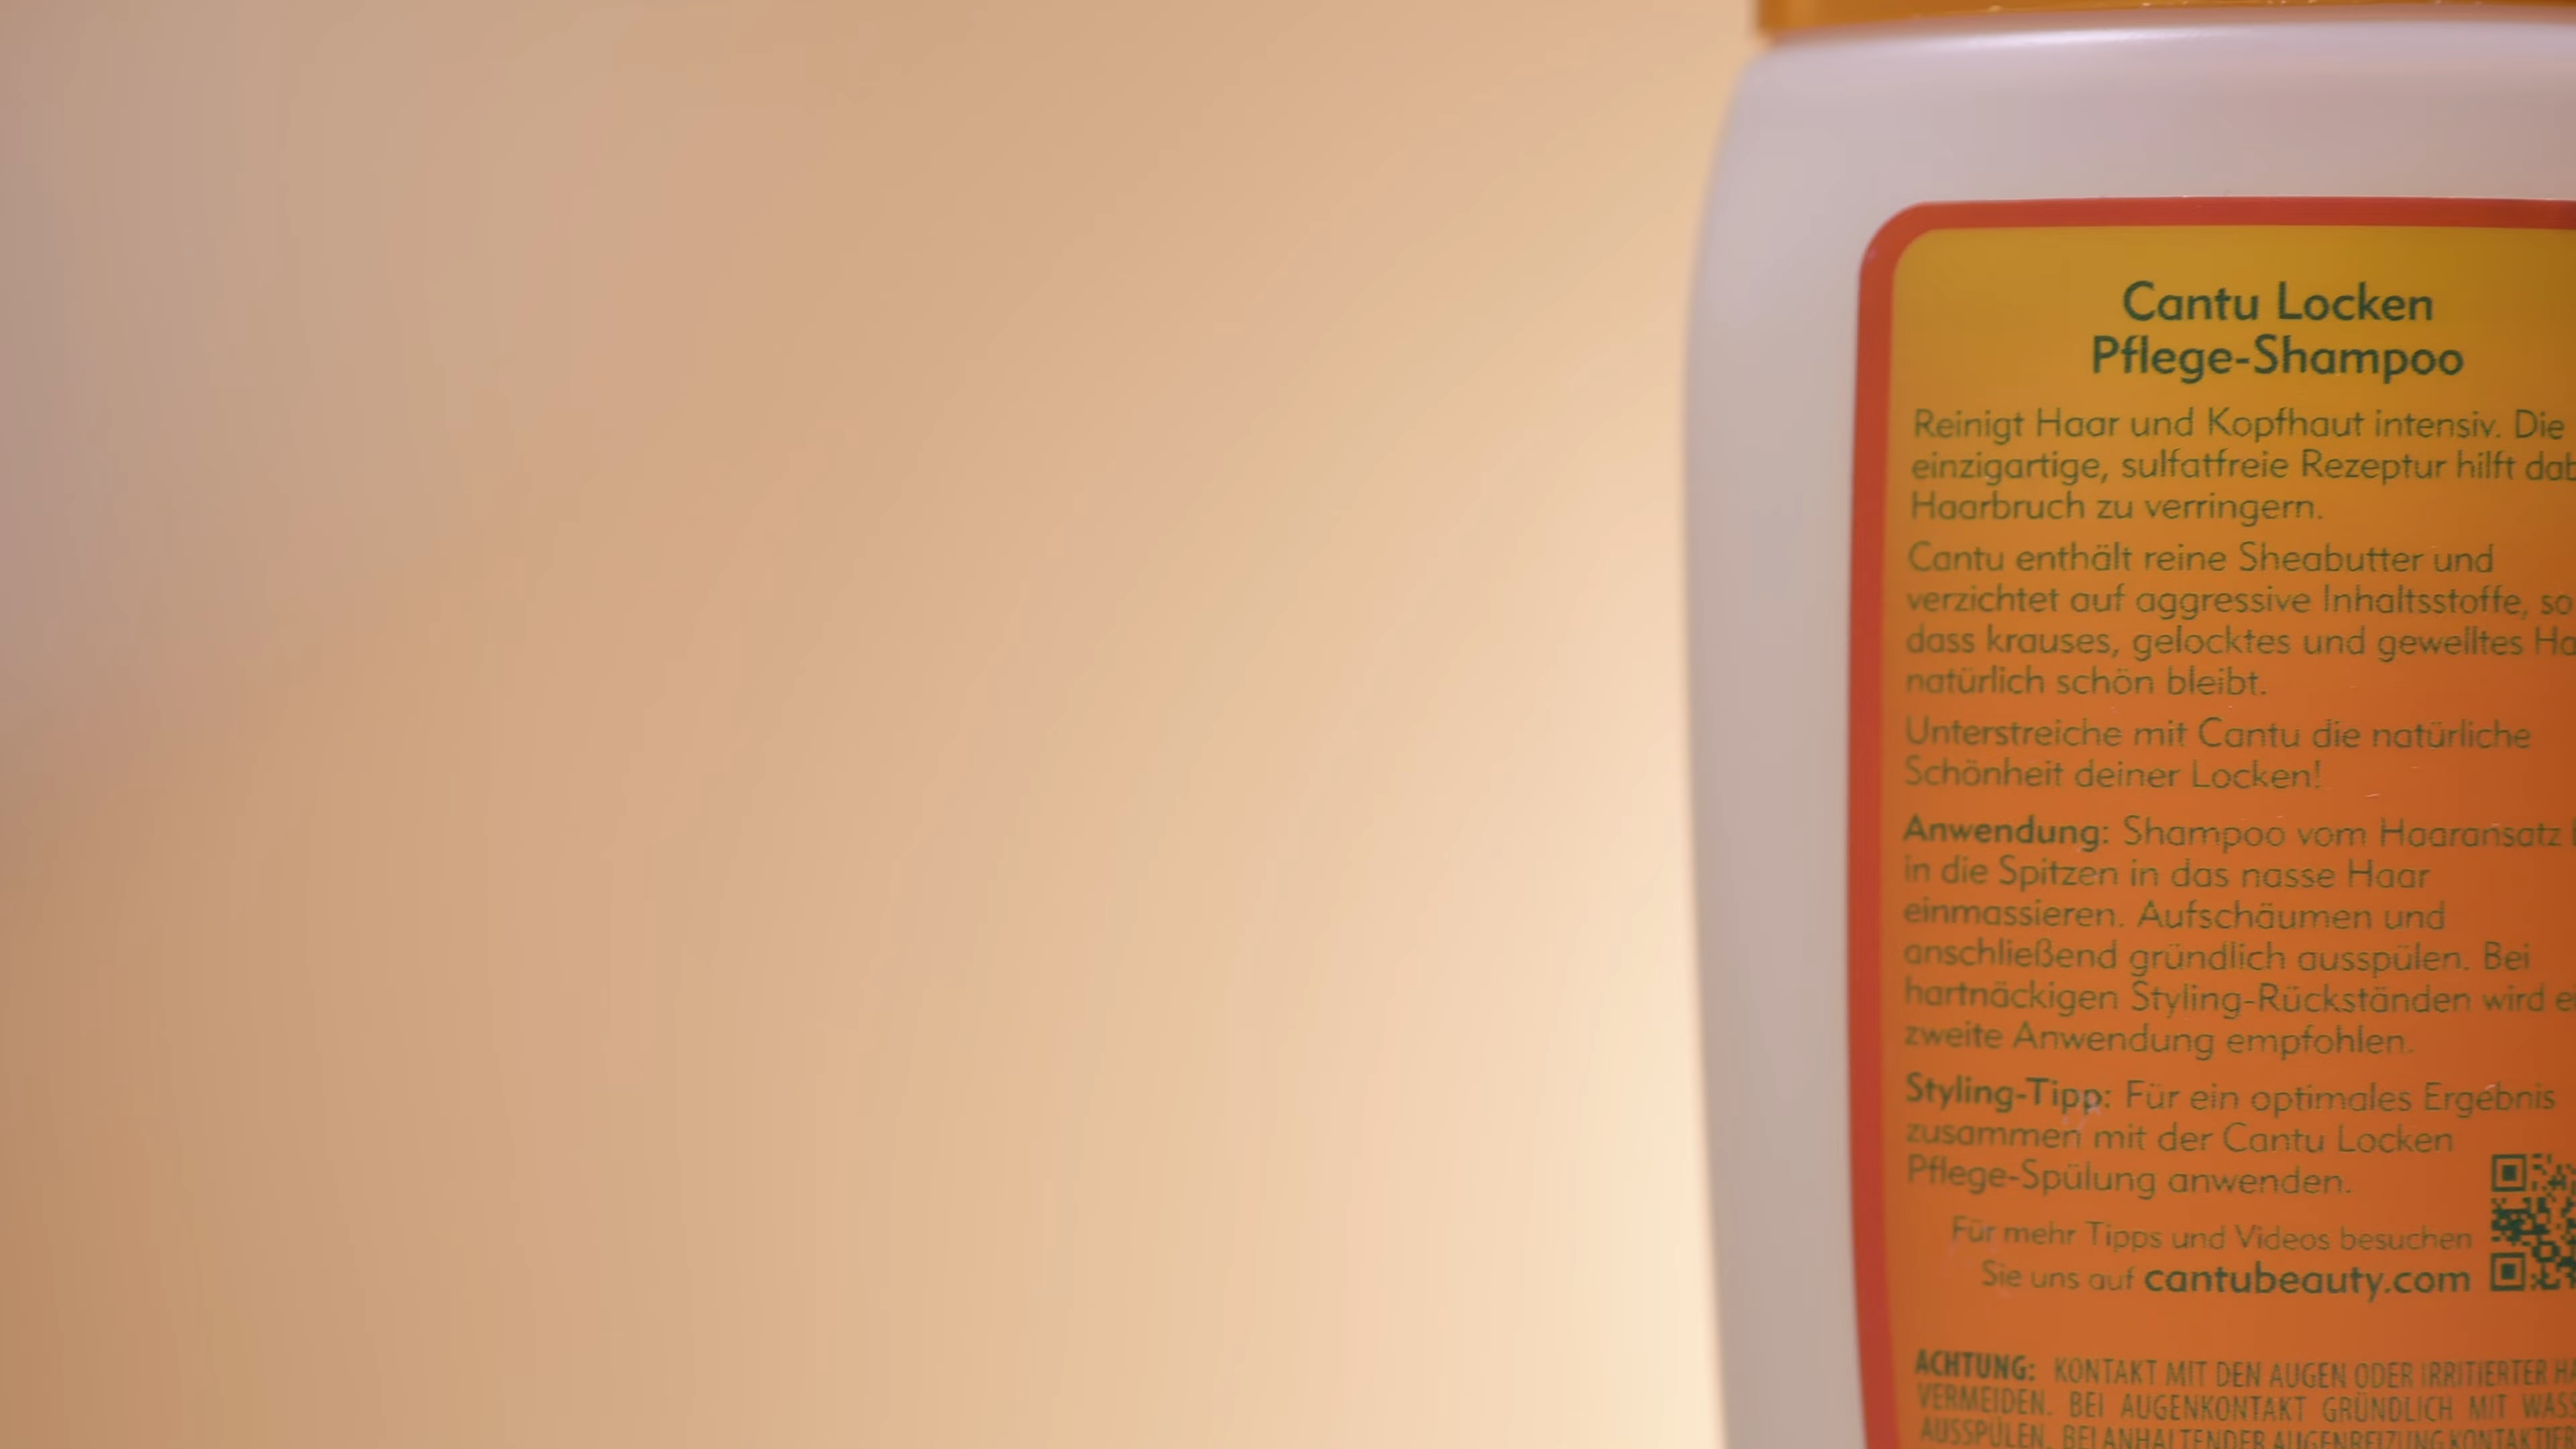 Cantu Locken
Pflege-Shampoo
Reinigt Haar und Kopfhaut intensiv. Die
einzigartige, sulfatfreie Rezeptur hilft
Haarbruch zu verringern.
Cantu enthält reine Sheabutter und
verzichtet auf aggressive Inhaltsstoffe, so
dass krauses, gelocktes und gewelltes
natürlich schön bleibt.
Unterstreiche mit Cantu die natürliche
Schönheit deiner Locken!
Anwendung: Shampoo vom Haaransatz
in die Spitzen in das nasse Haar
einmassieren. Aufschäumen und
anschließend gründlich ausspülen. Bei
hartnäckigen Styling-Rückständen wird
zweite Anwendung empfohlen.
Styling-Tipp: Für ein optimales Ergebnis
zusammen mit der Cantu Locken
Pflege-Spülung anwenden.
Für mehr Tipps und Videos besuchen
Sie uns auf cantubeauty.com
ACHTUNG: KONTAKT MIT DEN AUGEN ODER IRRITIERTER
VERMEIDEN. BEI AUGENKONTAKT GRÜNDLICH MIT
AUSSPÜLEN. BEI ANHALTENDER AUGENREIZUNG